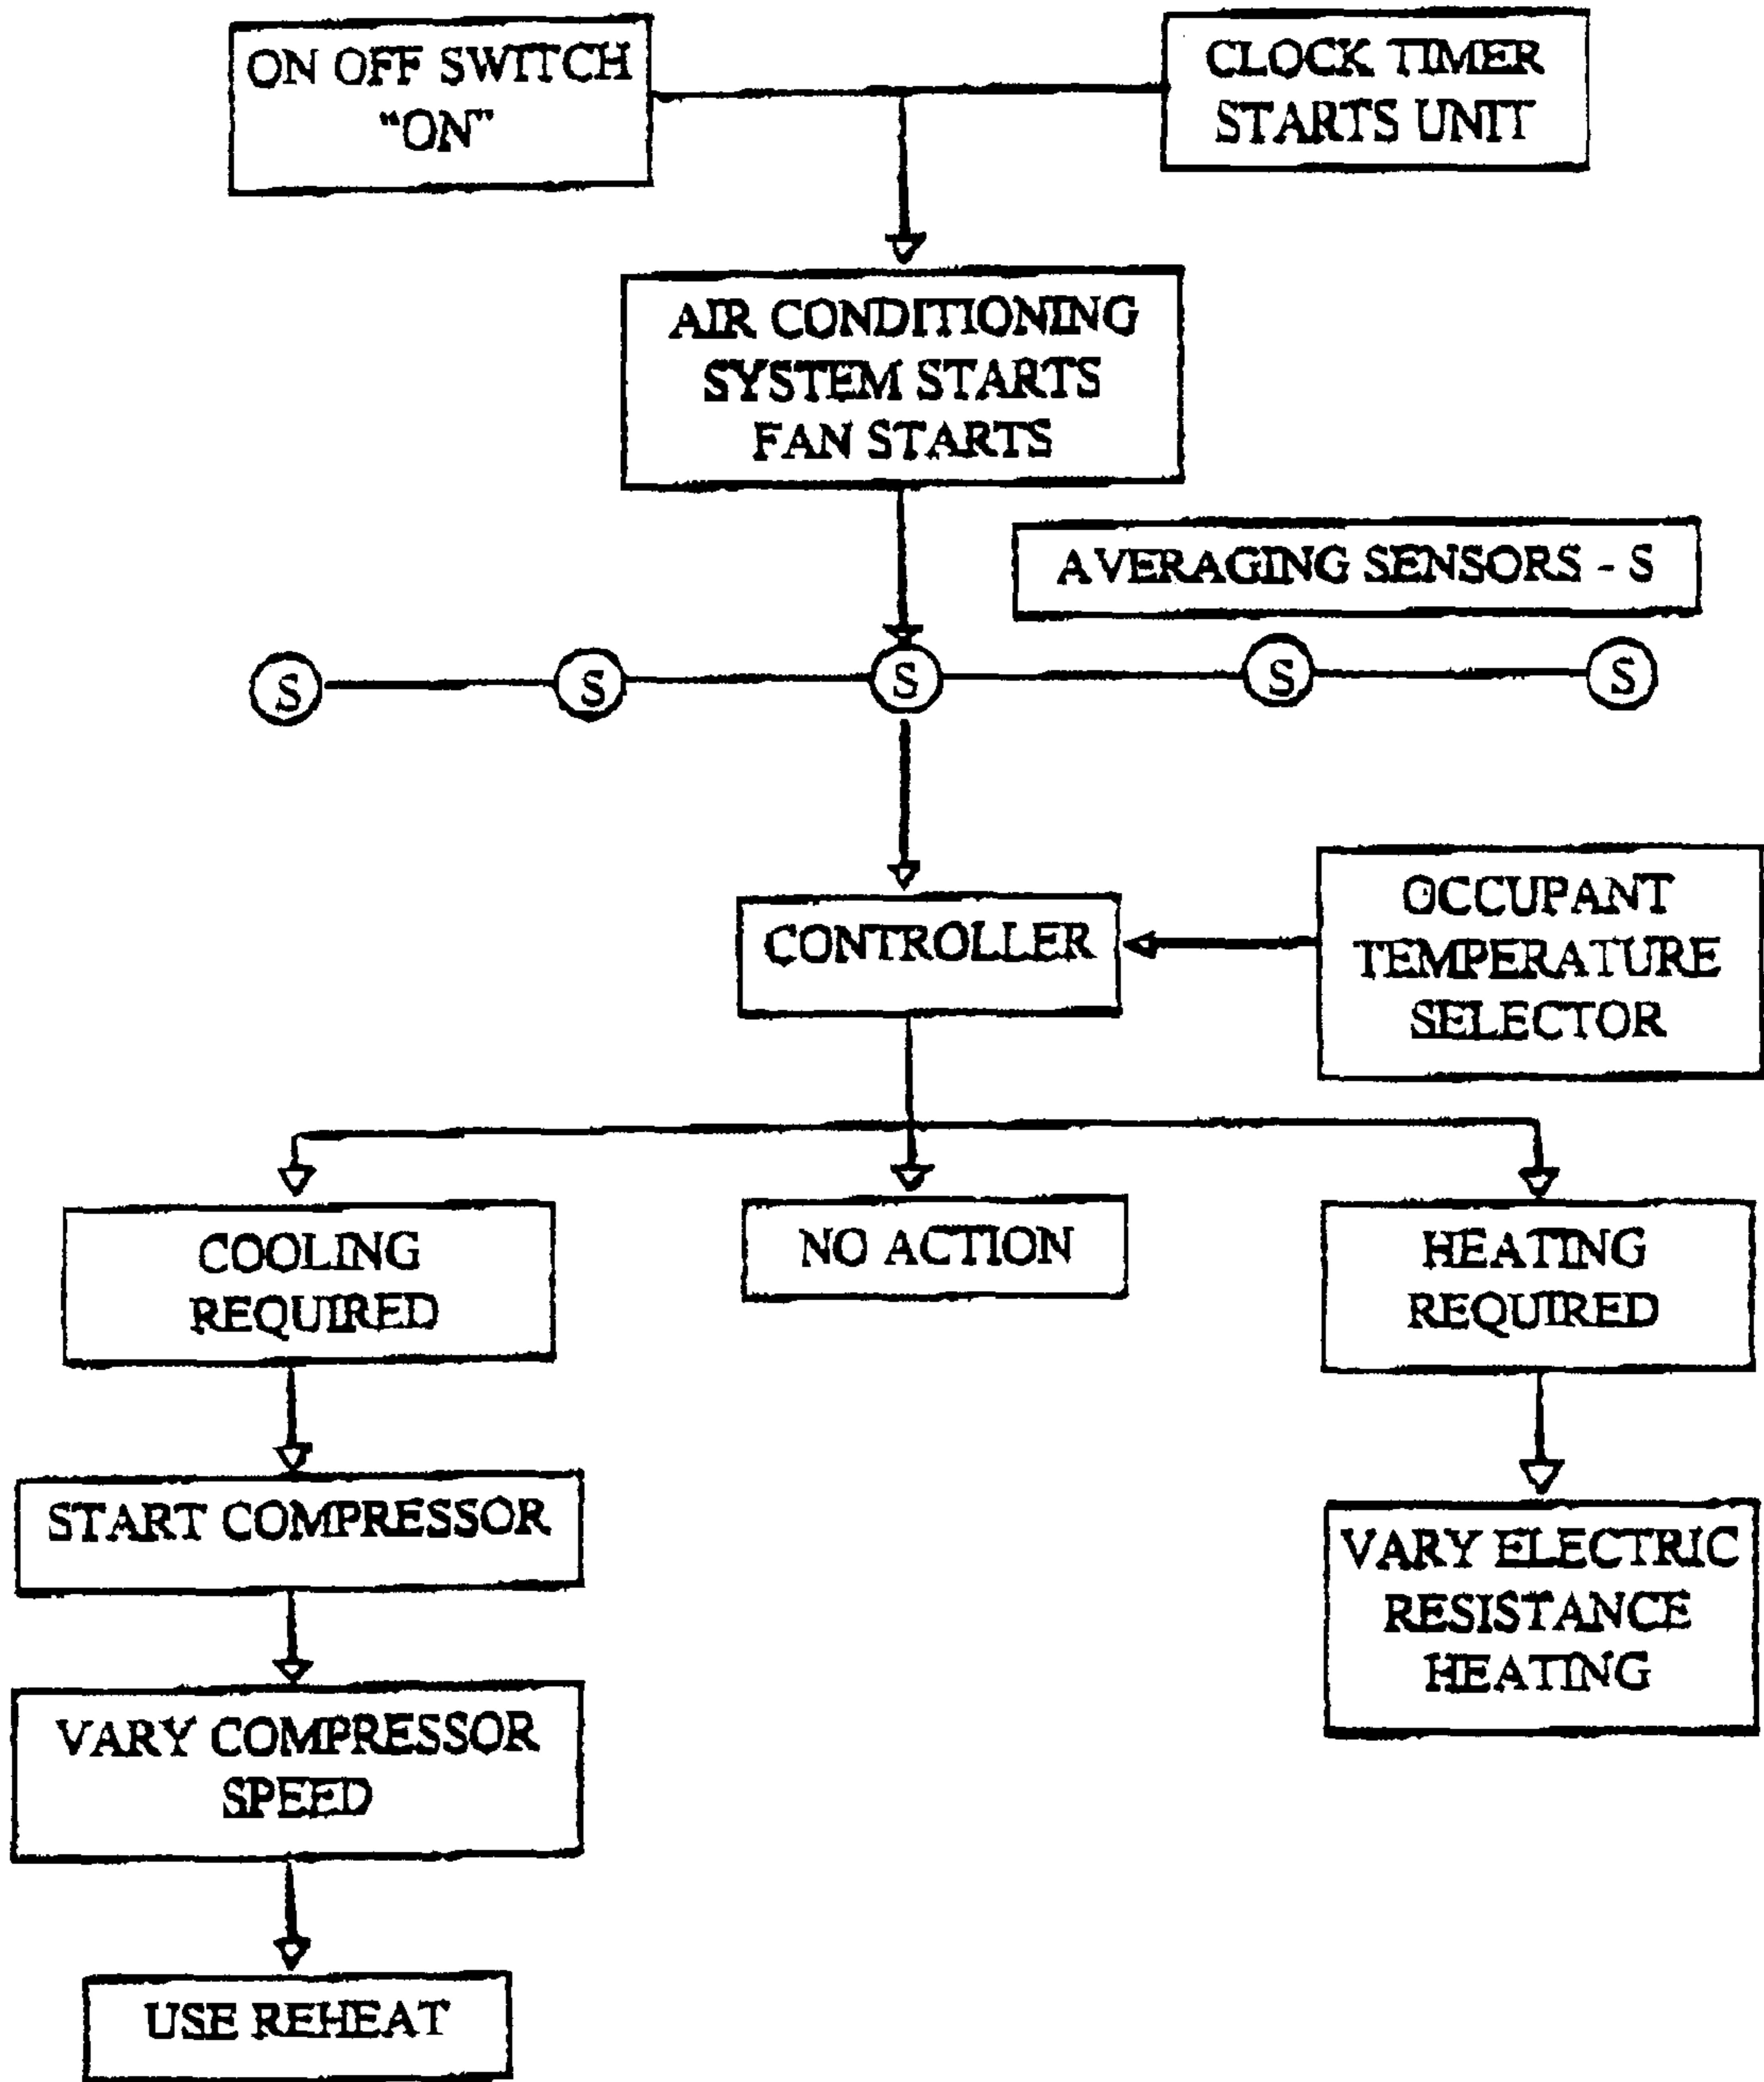 ON OFF SWITCH
“ON”
CLOCK TIMER
STARTS UNIT
AIR CONDITIONING
SYSTEM STARTS
FAN STARTS
AVERAGING SENSORS - S
S S S S S
CONTROLLER
OCCUPANT
TEMPERATURE
SELECTOR
COOLING
REQUIRED
NO ACTION
HEATING
REQUIRED
START COMPRESSOR
VARY ELECTRIC
RESISTANCE
HEATING
VARY COMPRESSOR
SPEED
USE REHEAT